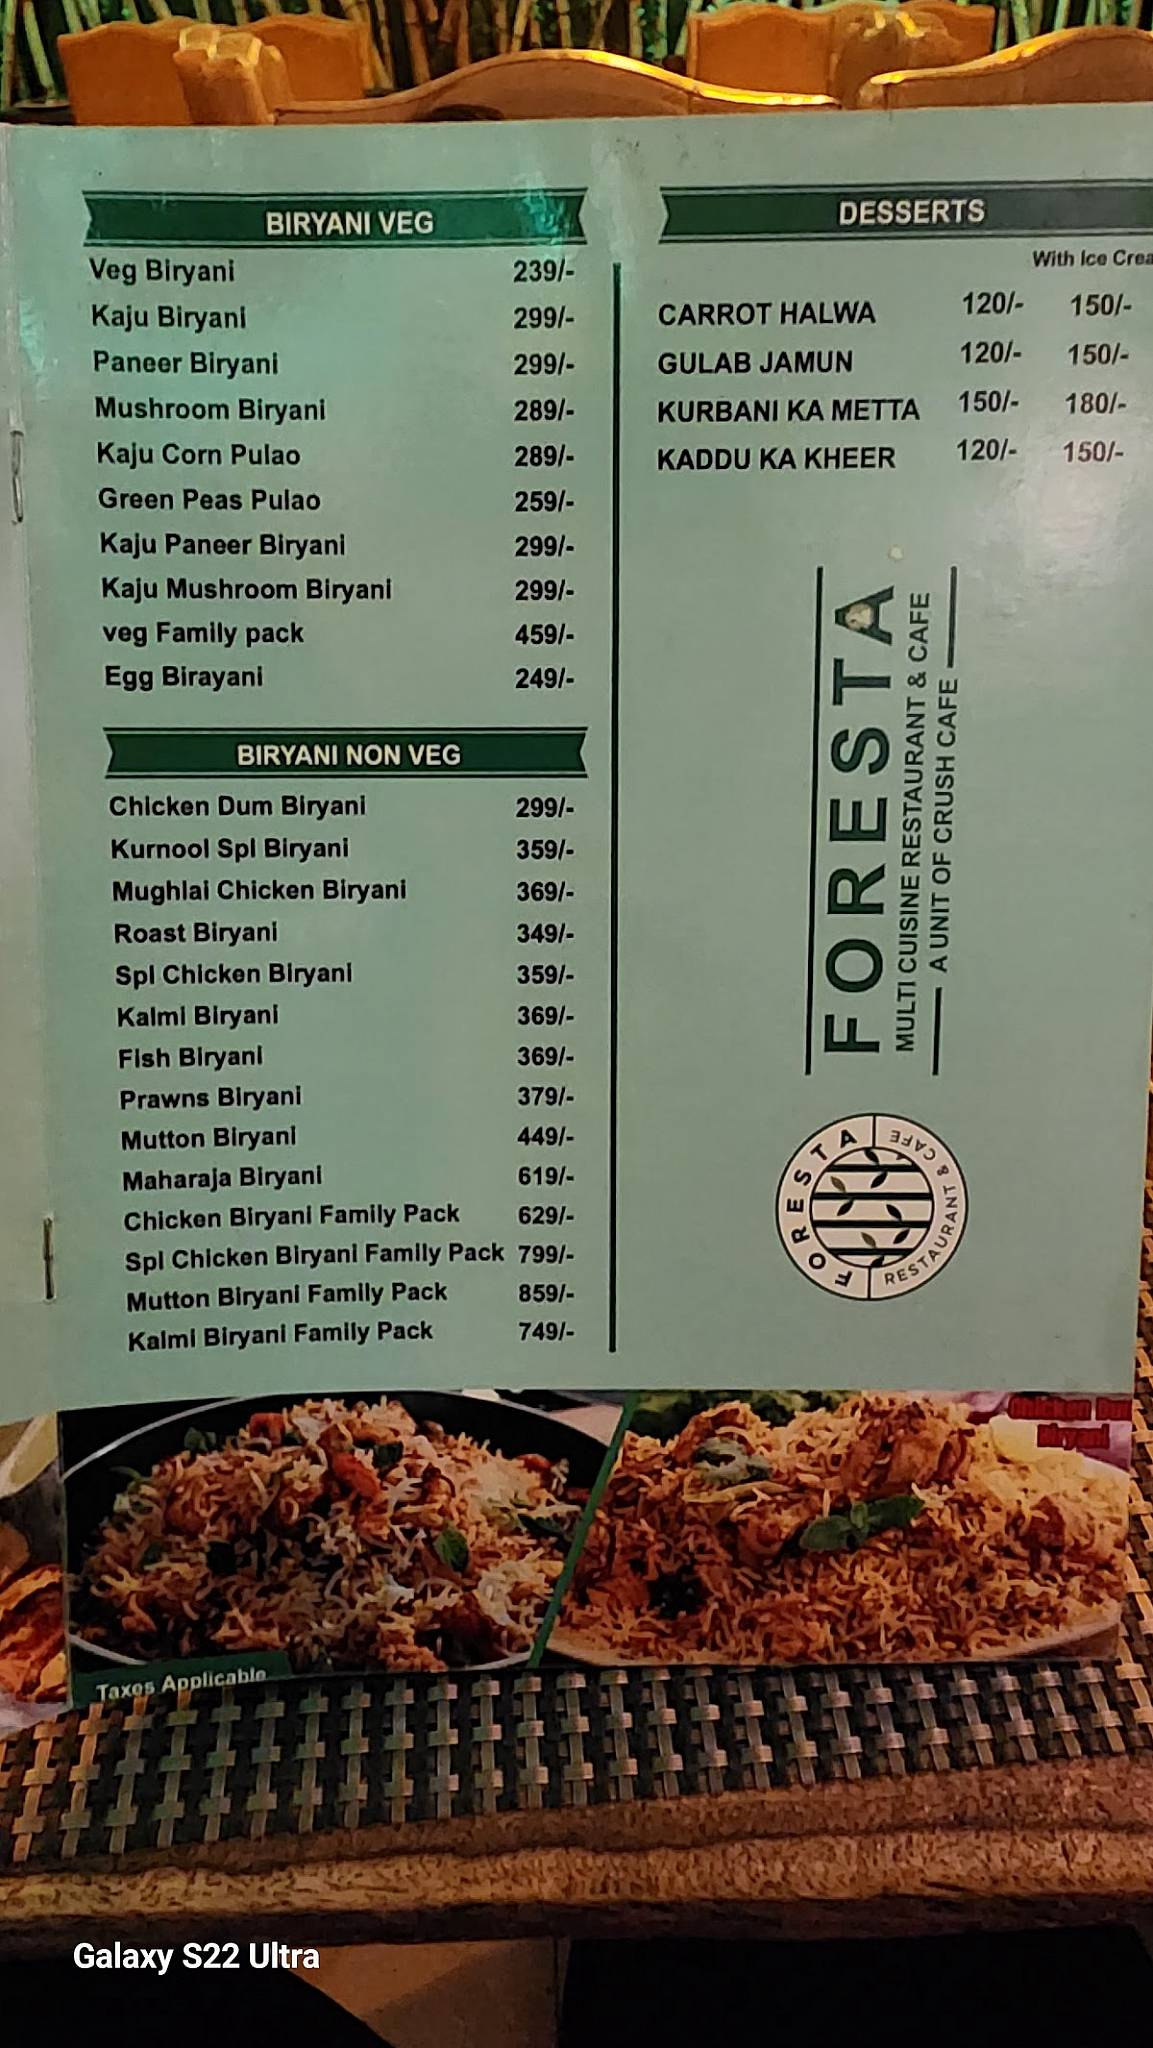 BIRYANI VEG
Veg Biryani 239/-
Kaju Biryani 299/-
Paneer Biryani 299/-
Mushroom Biryani 289/-
Kaju Corn Pulao 289/-
Green Peas Pulao 259/-
Kaju Paneer Biryani 299/-
Kaju Mushroom Biryani 299/-
veg Family pack 459/-
Egg Birayani 249/-
BIRYANI NON VEG
Chicken Dum Biryani 299/-
Kurnool Spl Biryani 359/-
Mughlai Chicken Biryani 369/-
Roast Biryani 349/-
Spl Chicken Biryani 359/-
Kalmi Biryani 369/-
Fish Biryani 369/-
Prawns Biryani 379/-
Mutton Biryani 449/-
Maharaja Biryani 619/-
Chicken Biryani Family Pack 629/-
Spl Chicken Biryani Family Pack 799/-
Mutton Biryani Family Pack 859/-
Kalmi Biryani Family Pack 749/-
DESSERTS
With Ice Crea
CARROT HALWA 120/- 150/-
GULAB JAMUN 120/- 150/-
KURBANI KA METTA 150/- 180/-
KADDU KA KHEER 120/- 150/-
FORESTA
MULTI CUISINE RESTAURANT & CAFE
A UNIT OF CRUSH CAFE
FORESTA
RESTAURANT & CAFE
Chicken Dum
Biryani
Taxes Applicable
Galaxy S22 Ultra